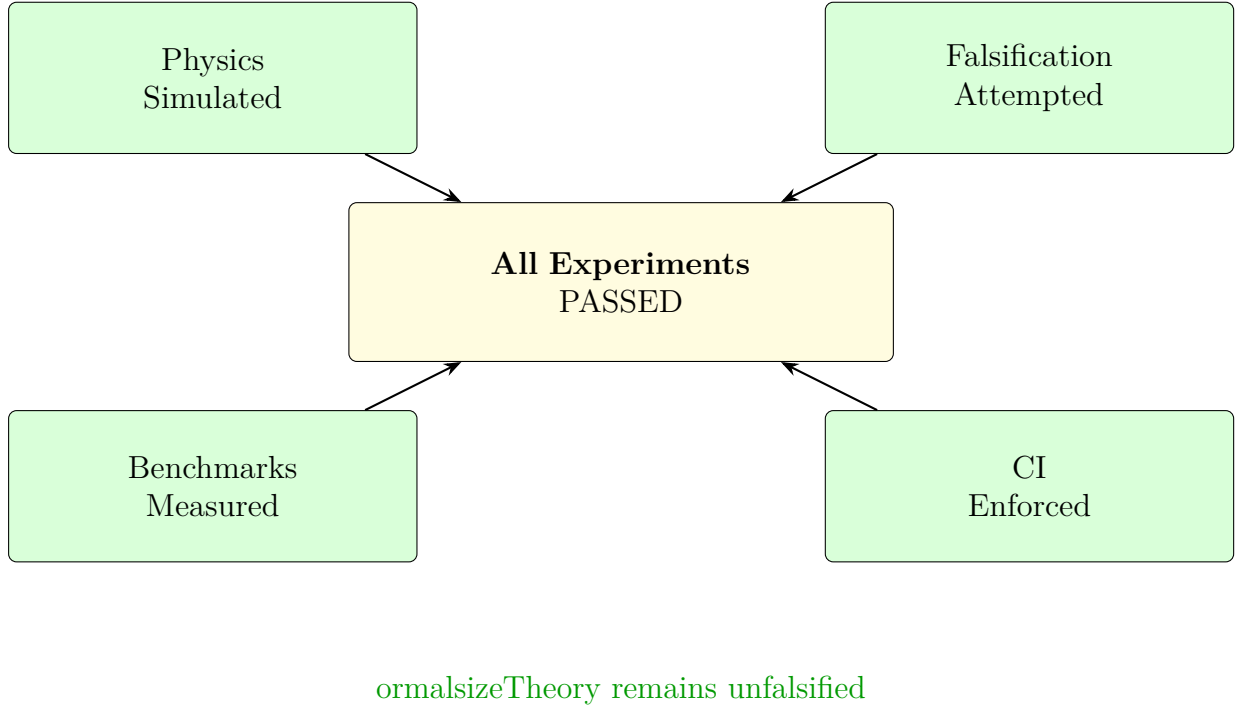 Physics
Simulated
Falsification
Attempted
All Experiments
PASSED
Benchmarks
Measured
CI
Enforced
ormalsizeTheory remains unfalsified